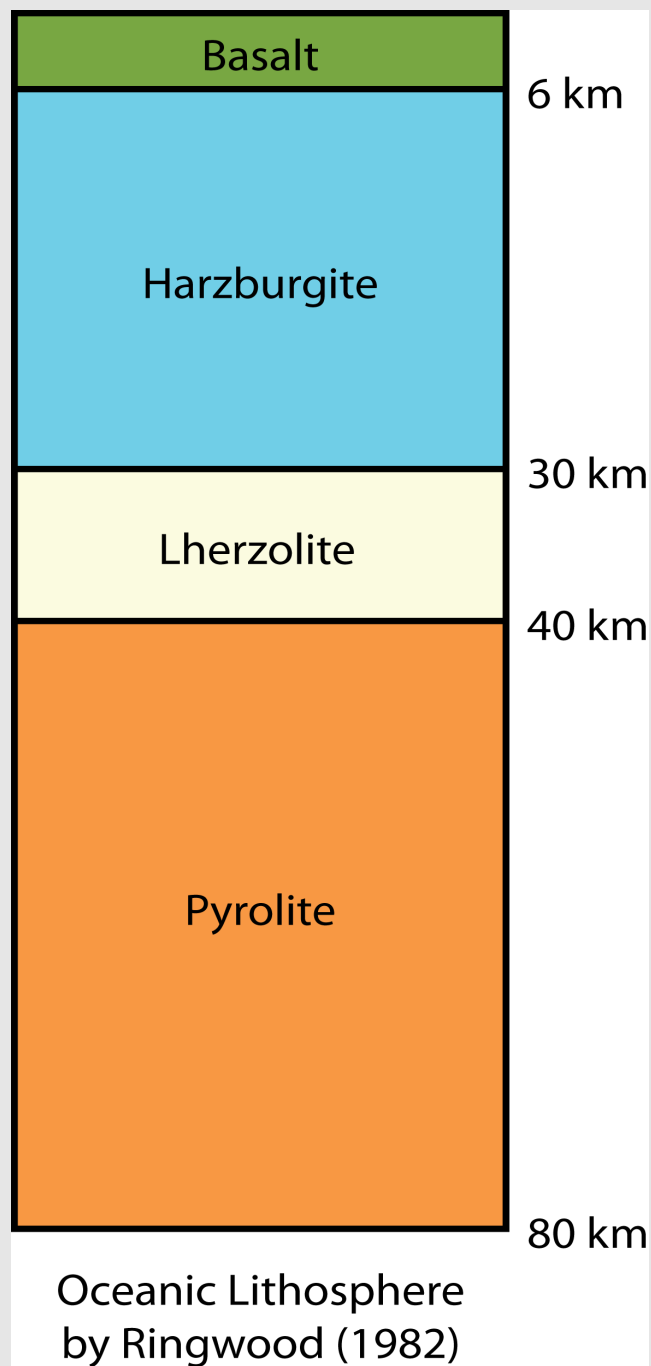 Basalt
6 km
Harzburgite
30 km
Lherzolite
40 km
Pyrolite
80 km
Oceanic Lithosphere
by Ringwood (1982)